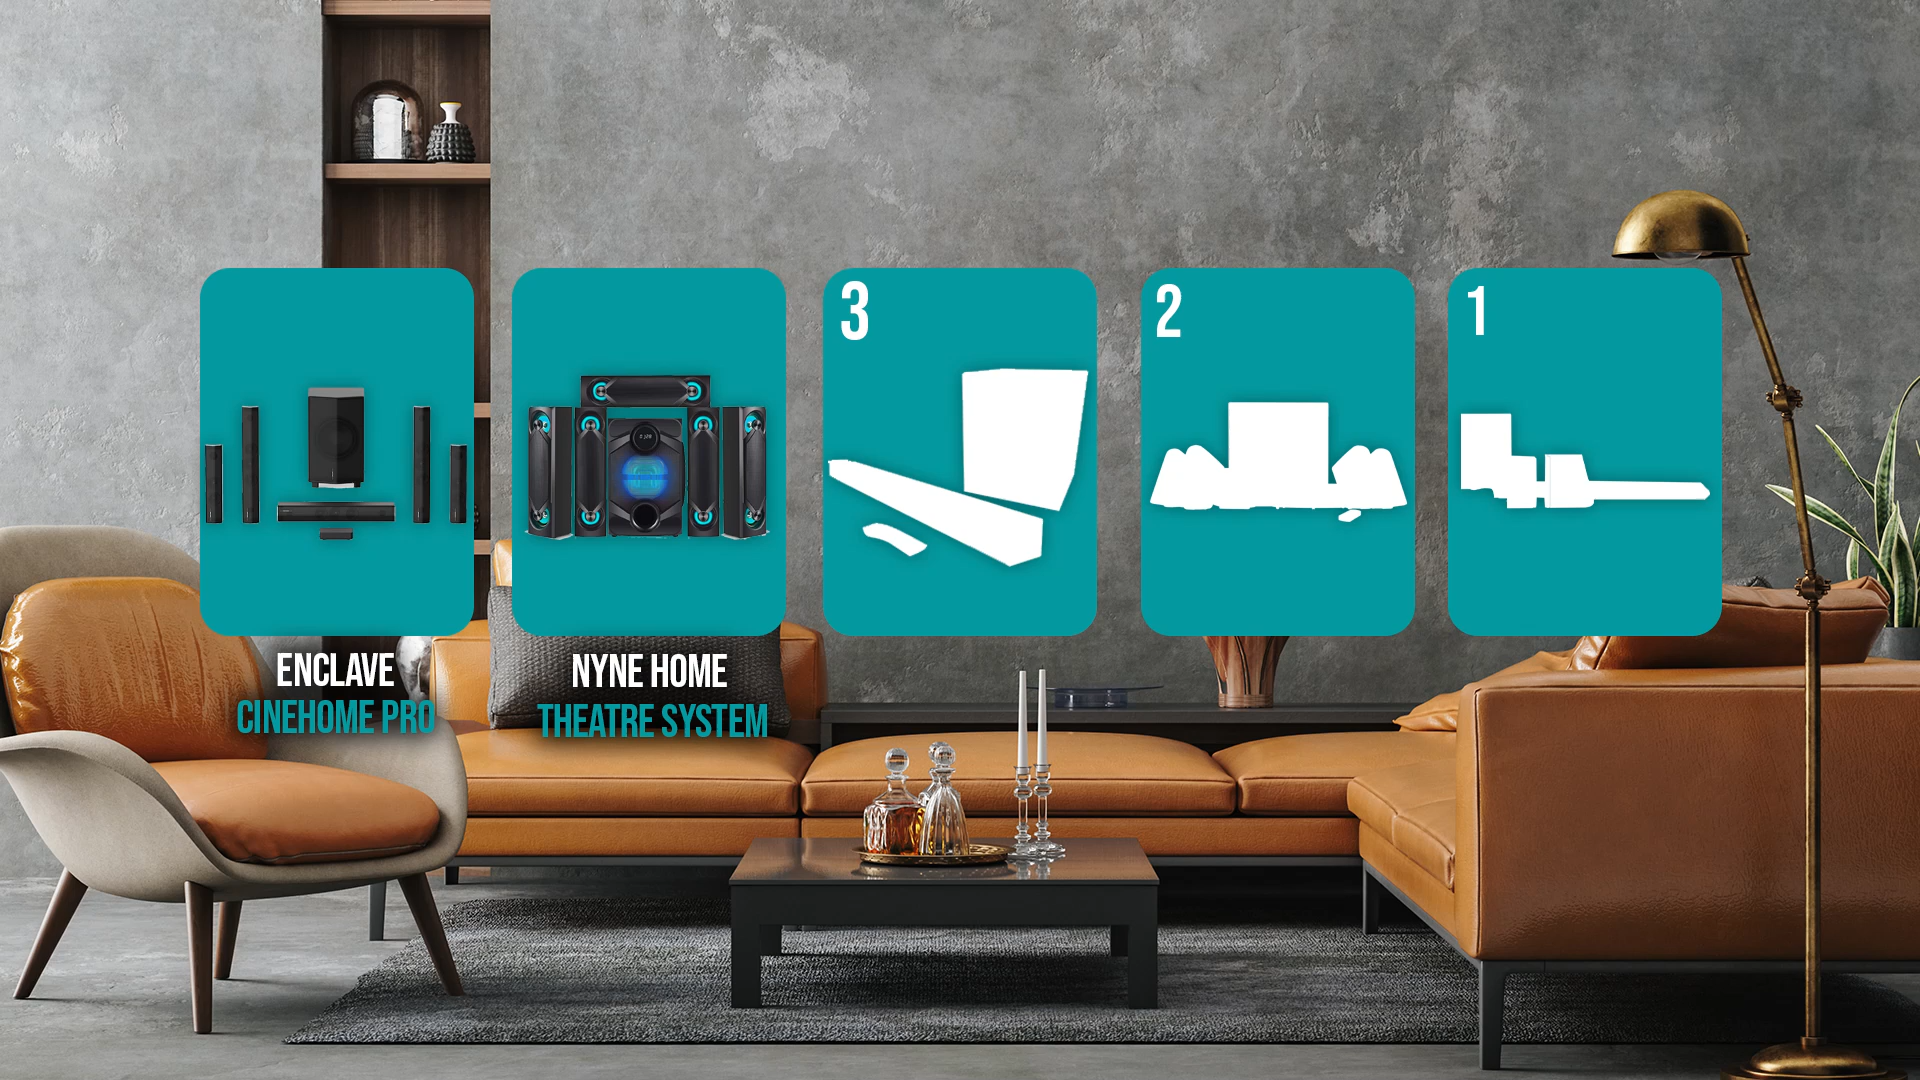 3
2
1
ENCLAVE
CINEHOME PRO
NYNE HOME
THEATRE SYSTEM